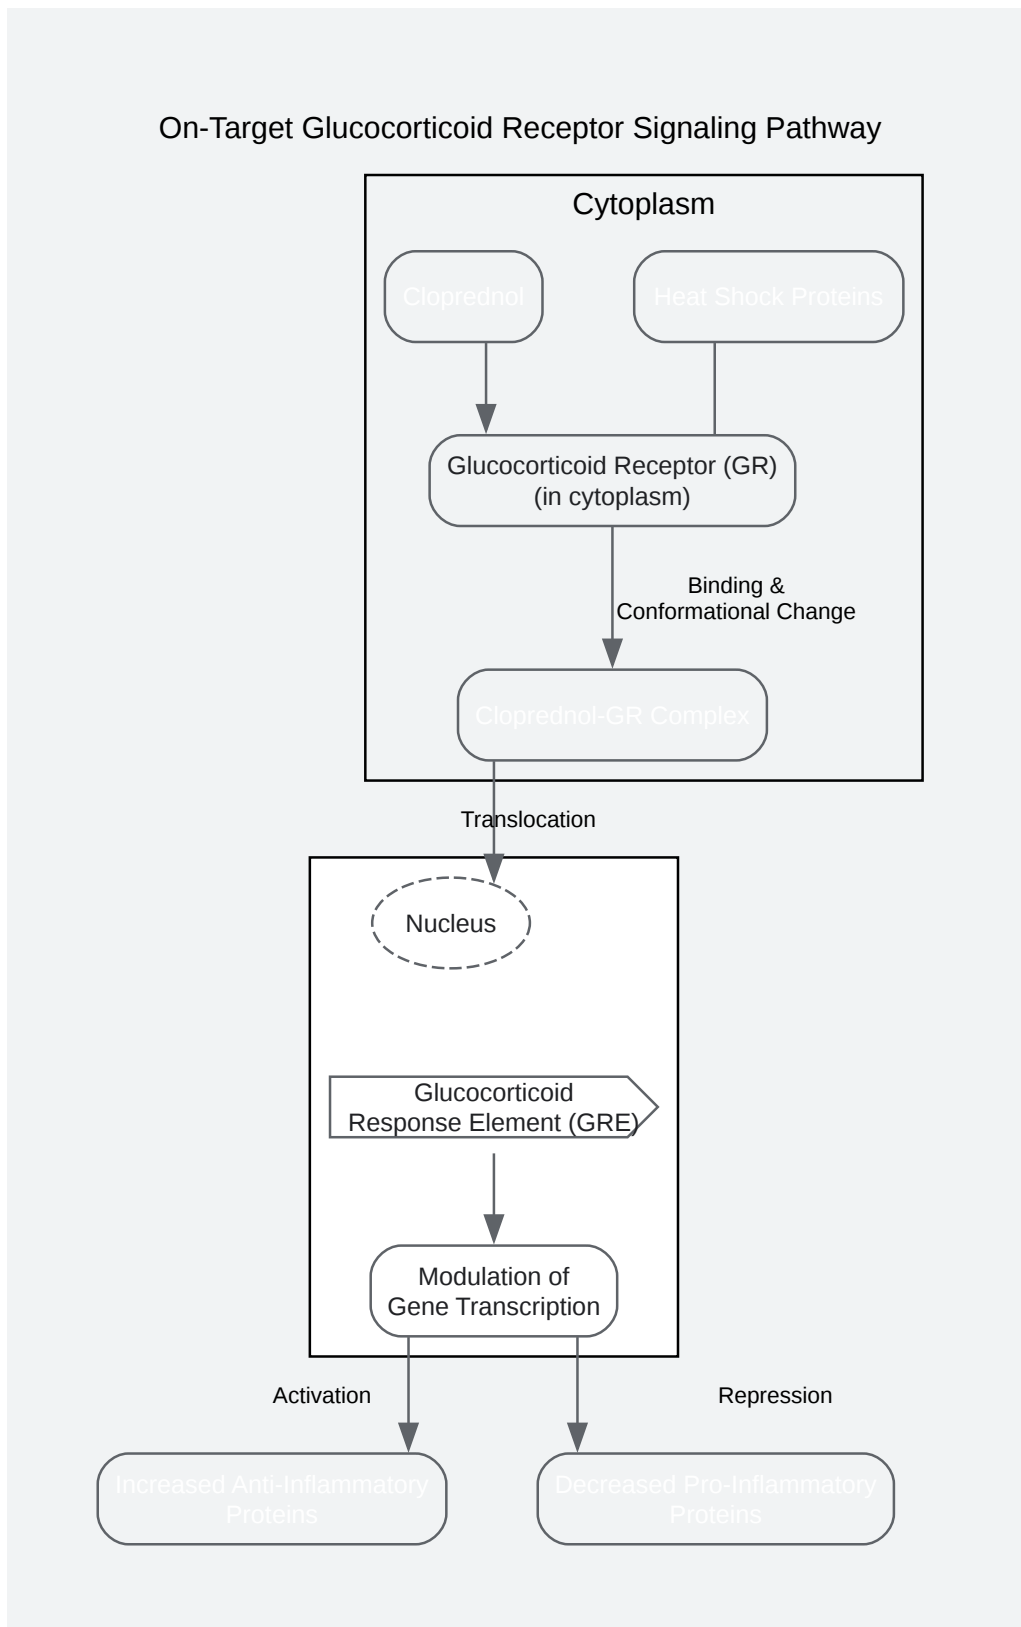 On-Target Glucocorticoid Receptor Signaling Pathway
Cytoplasm
Cloprednol
Heat Shock Proteins
Glucocorticoid Receptor (GR)
(in cytoplasm)
Binding &
Conformational Change
Cloprednol-GR Complex
Translocation
Nucleus
Glucocorticoid
Response Element (GRE)
Modulation of
Gene Transcription
Activation
Repression
Increased Anti-Inflammatory
Proteins
Decreased Pro-Inflammatory
Proteins